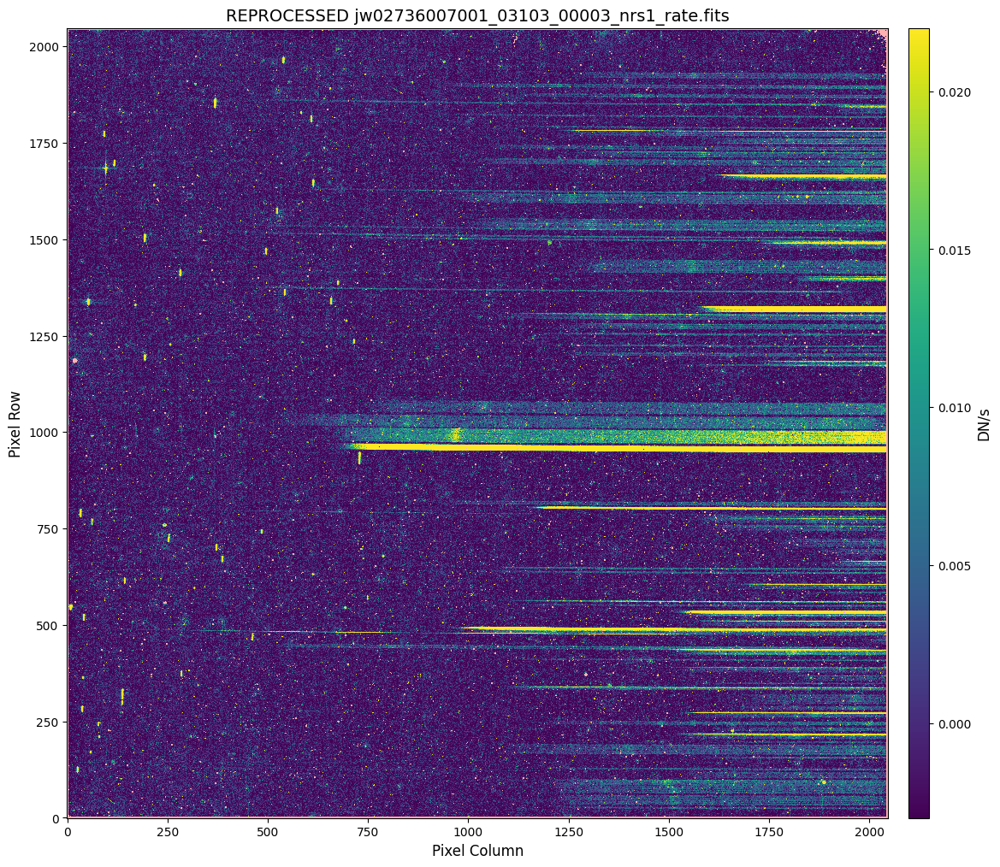 REPROCESSED jw02736007001_03103_00003_nrs1_rate.fits
2000
1750
1500
1250
1000
750
500
250
0
Pixel Row
0 250 500 750 1000 1250 1500 1750 2000
Pixel Column
0.020
0.015
0.010
0.005
0.000
DN/s